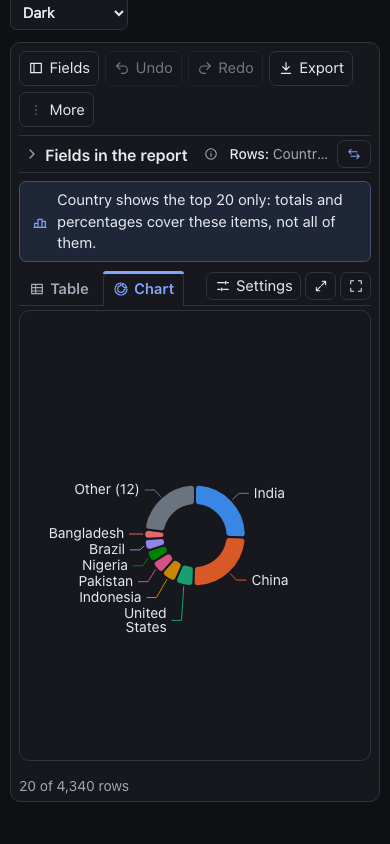 Dark
Fields
Undo
Redo
Export
More
Fields in the report
Rows: Countr...
Country shows the top 20 only: totals and
percentages cover these items, not all of
them.
Table
Chart
Settings
Other (12)
India
Bangladesh
Brazil
Nigeria
Pakistan
China
Indonesia
United
States
20 of 4,340 rows